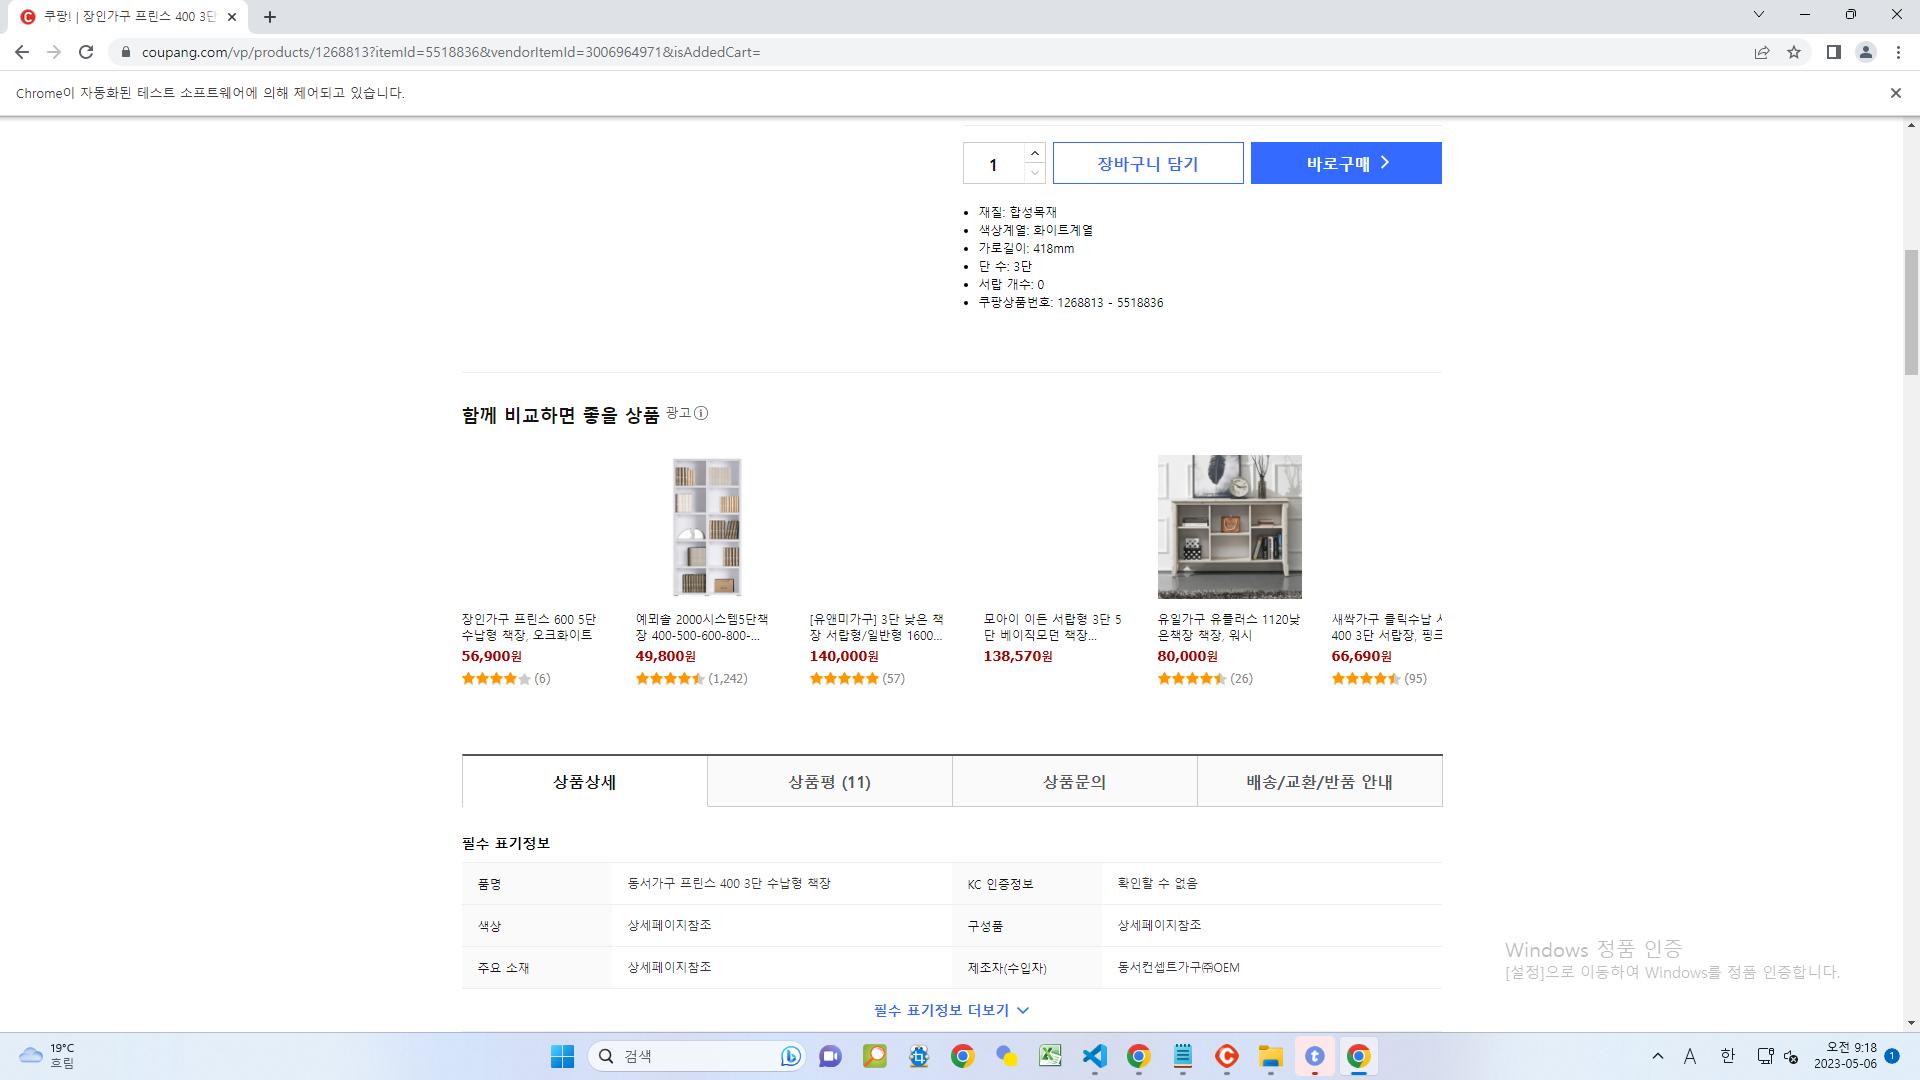 쿠팡! | 장인가구 프린스 400 3단
coupang.com/vp/products/1268813?itemId=5518836&vendorItemId=3006964971&isAddedCart=
Chrome이 자동화된 테스트 소프트웨어에 의해 제어되고 있습니다.
1
장바구니 담기
바로구매
재질: 합성목재
색상계열: 화이트계열
가로길이: 418mm
단 수: 3단
서랍 개수: 0
쿠팡상품번호: 1268813 - 5518836
함께 비교하면 좋을 상품 광고
장인가구 프린스 600 5단
수납형 책장, 오크화이트
56,900원
(6)
예뫼솔 2000시스템5단책
장 400-500-600-800-...
49,800원
(1,242)
[유앤미가구] 3단 낮은 책
장 서랍형/일반형 1600...
140,000원
(57)
모아이 이든 서랍형 3단 5
단 베이직모던 책장...
138,570원
유일가구 유플러스 1120낮
은책장 책장, 워시
80,000원
(26)
새싹가구 클릭수납 시
400 3단 서랍장, 핑크
66,690원
(95)
상품상세
상품평 (11)
상품문의
배송/교환/반품 안내
필수 표기정보
품명
동서가구 프린스 400 3단 수납형 책장
KC 인증정보
확인할 수 없음
색상
상세페이지참조
구성품
상세페이지참조
주요 소재
상세페이지참조
제조자(수입자)
동서컨셉트가구㈜OEM
필수 표기정보 더보기
Windows 정품 인증
[설정]으로 이동하여 Windows를 정품 인증합니다.
19°C
흐림
검색
A
한
오전 9:18
2023-05-06
1